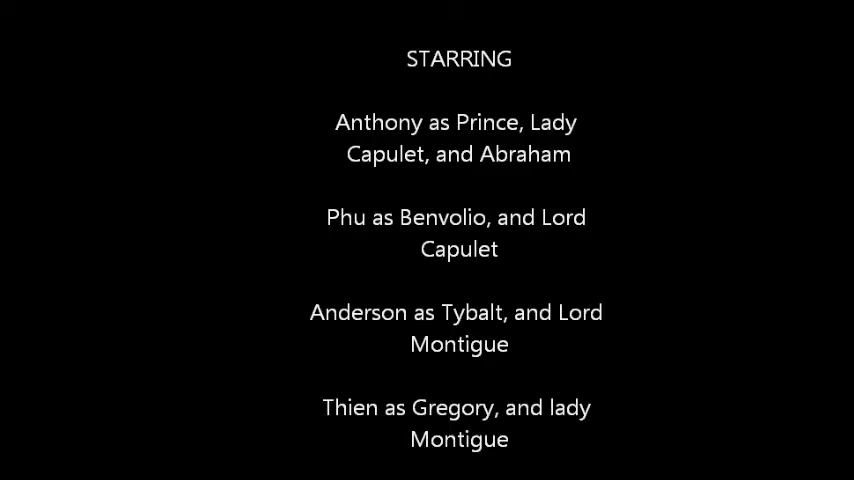 STARRING
Anthony as Prince, Lady
Capulet, and Abraham
Phu as Benvolio, and Lord
Capulet
Anderson as Tybalt, and Lord
Montigue
Thien as Gregory, and lady
Montigue